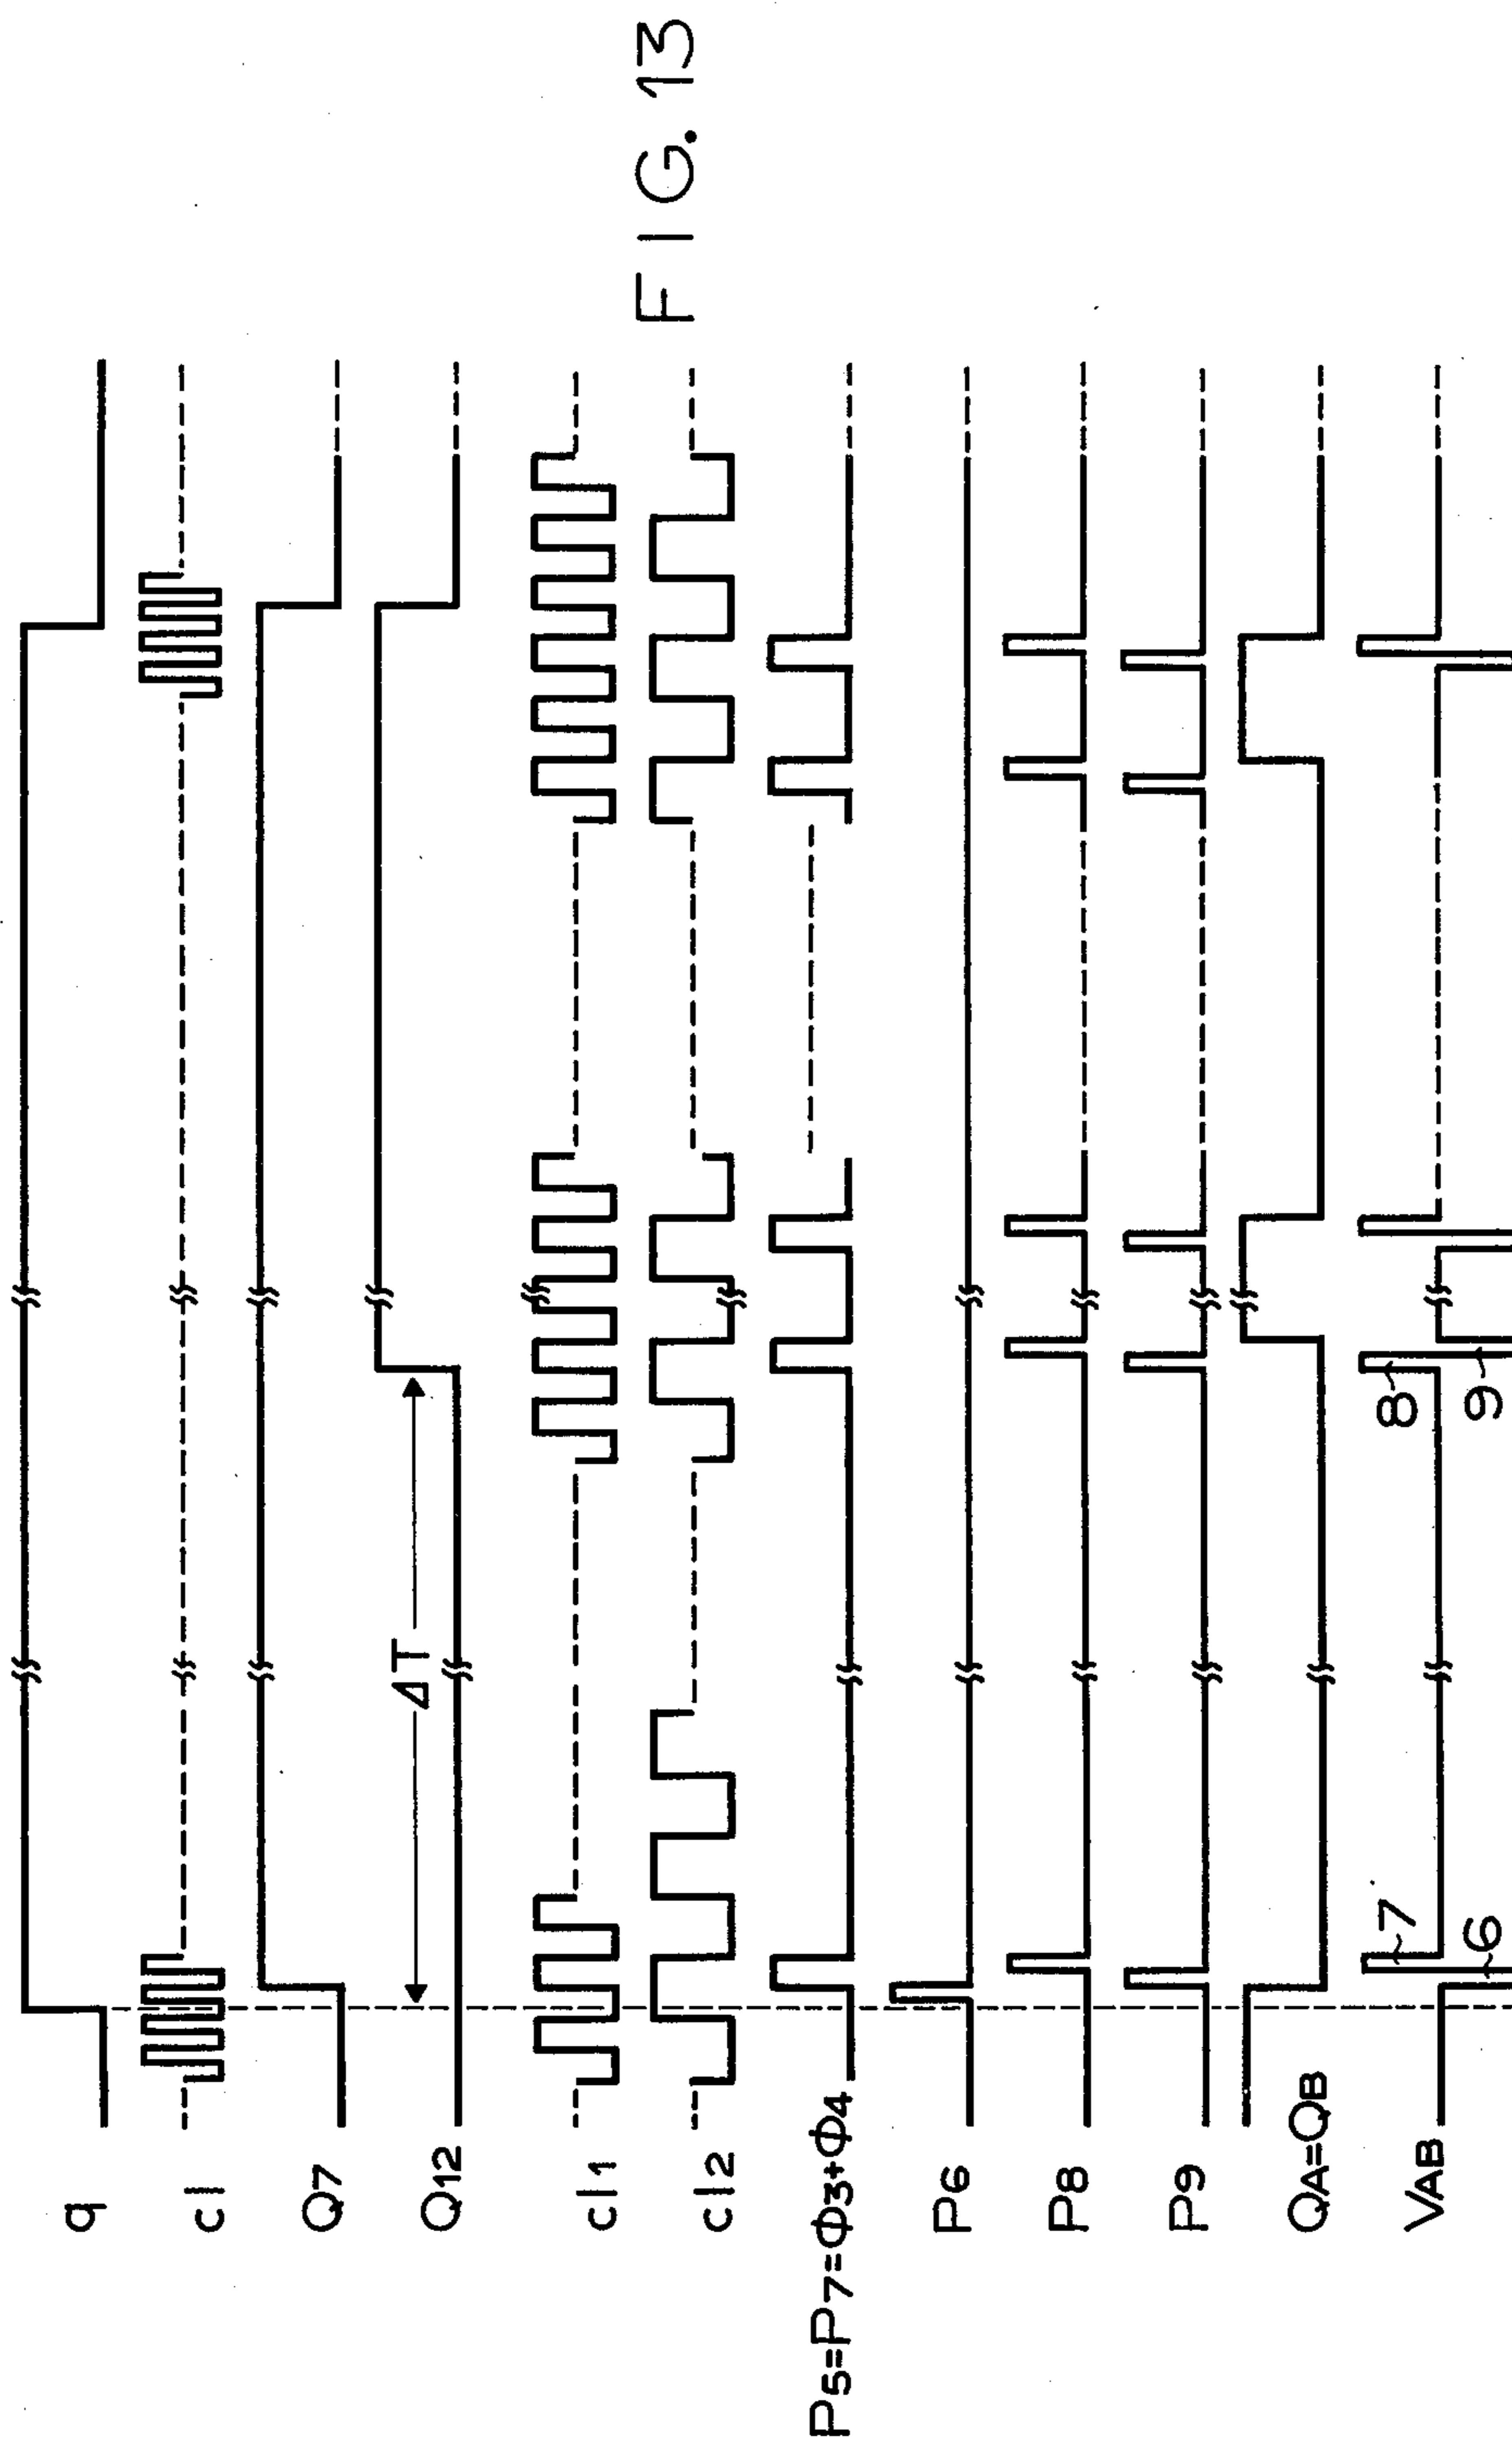 q
cl
Q7
Q12
ΔT
cl1
cl2
P5=P7=Φ3+Φ4
P6
P8
P9
QA=QB
VAB
7
6
8
9
FIG. 13